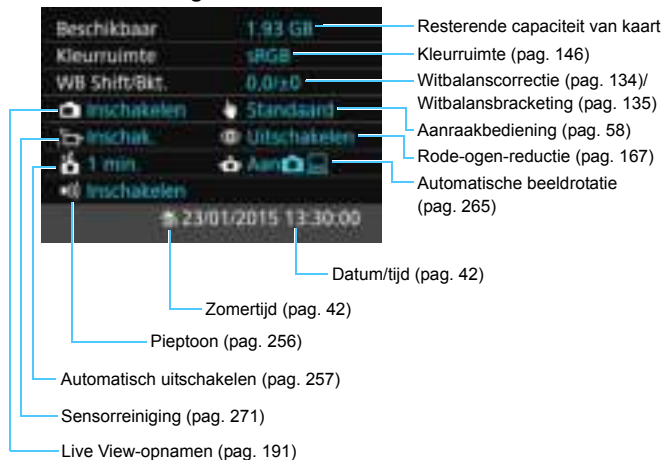 Beschikbaar 1.93 GB
Kleurruimte sRGB
WB Shift/Bkt. 0,0/±0
Inschakelen Standaard
Inschak. Uitschakelen
1 min. Aan
Inschakelen
23/01/2015 13:30:00
Resterende capaciteit van kaart
Kleurruimte (pag. 146)
Witbalanscorrectie (pag. 134)/
Witbalansbracketing (pag. 135)
Aanraakbediening (pag. 58)
Rode-ogen-reductie (pag. 167)
Automatische beeldrotatie
(pag. 265)
Datum/tijd (pag. 42)
Zomertijd (pag. 42)
Pieptoon (pag. 256)
Automatisch uitschakelen (pag. 257)
Sensorreiniging (pag. 271)
Live View-opnamen (pag. 191)